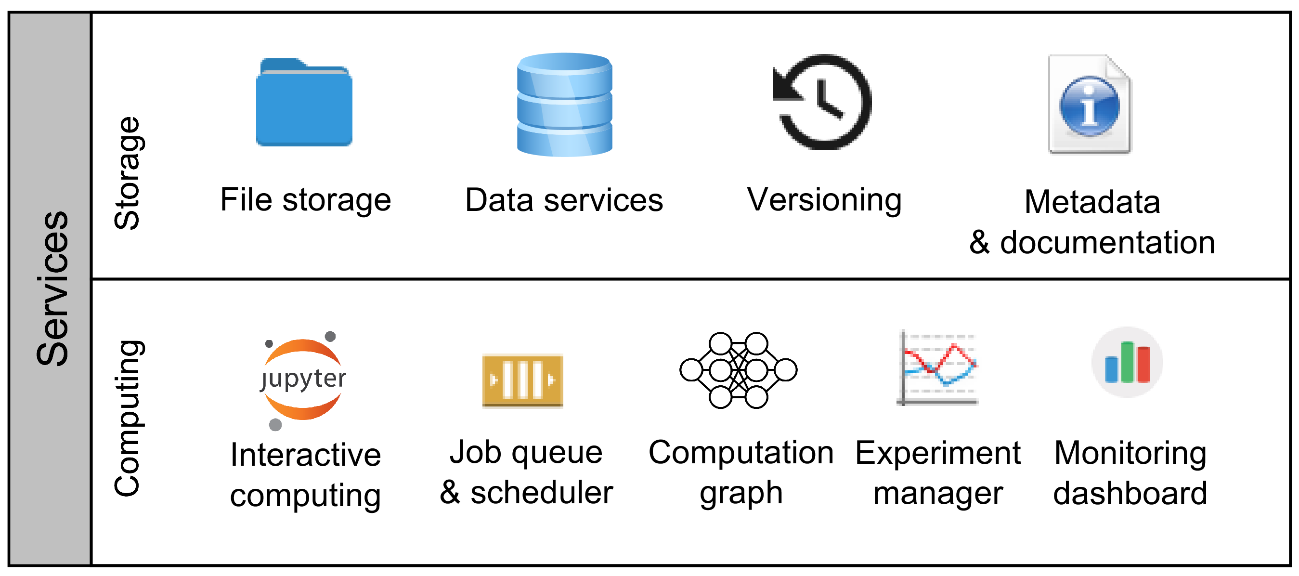 Services
Storage
File storage
Data services
Versioning
Metadata
& documentation
Computing
jupyter
Interactive
computing
Job queue
& scheduler
Computation
graph
Experiment
manager
Monitoring
dashboard